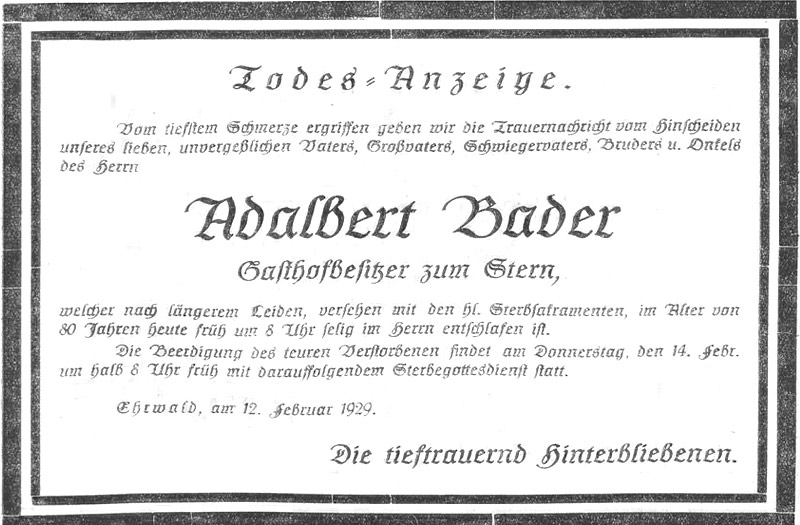 Todes-Anzeige.
Vom tiefstem Schmerze ergriffen geben wir die Trauernachricht vom Hinscheiden
unseres lieben, unvergeßlichen Vaters, Großvaters, Schwiegervaters, Bruders u. Onkels
des Herrn
Adalbert Bader
Gasthofbesitzer zum Stern,
welcher nach längerem Leiden, versehen mit den hl. Sterbsakramenten, im Alter von
80 Jahren heute früh um 8 Uhr selig im Herrn entschlafen ist.
Die Beerdigung des teuren Verstorbenen findet am Donnerstag, den 14. Febr.
um halb 8 Uhr früh mit darauffolgendem Sterbegottesdienst statt.
Ehrwald, am 12. Februar 1929.
Die tieftrauernd Hinterbliebenen.